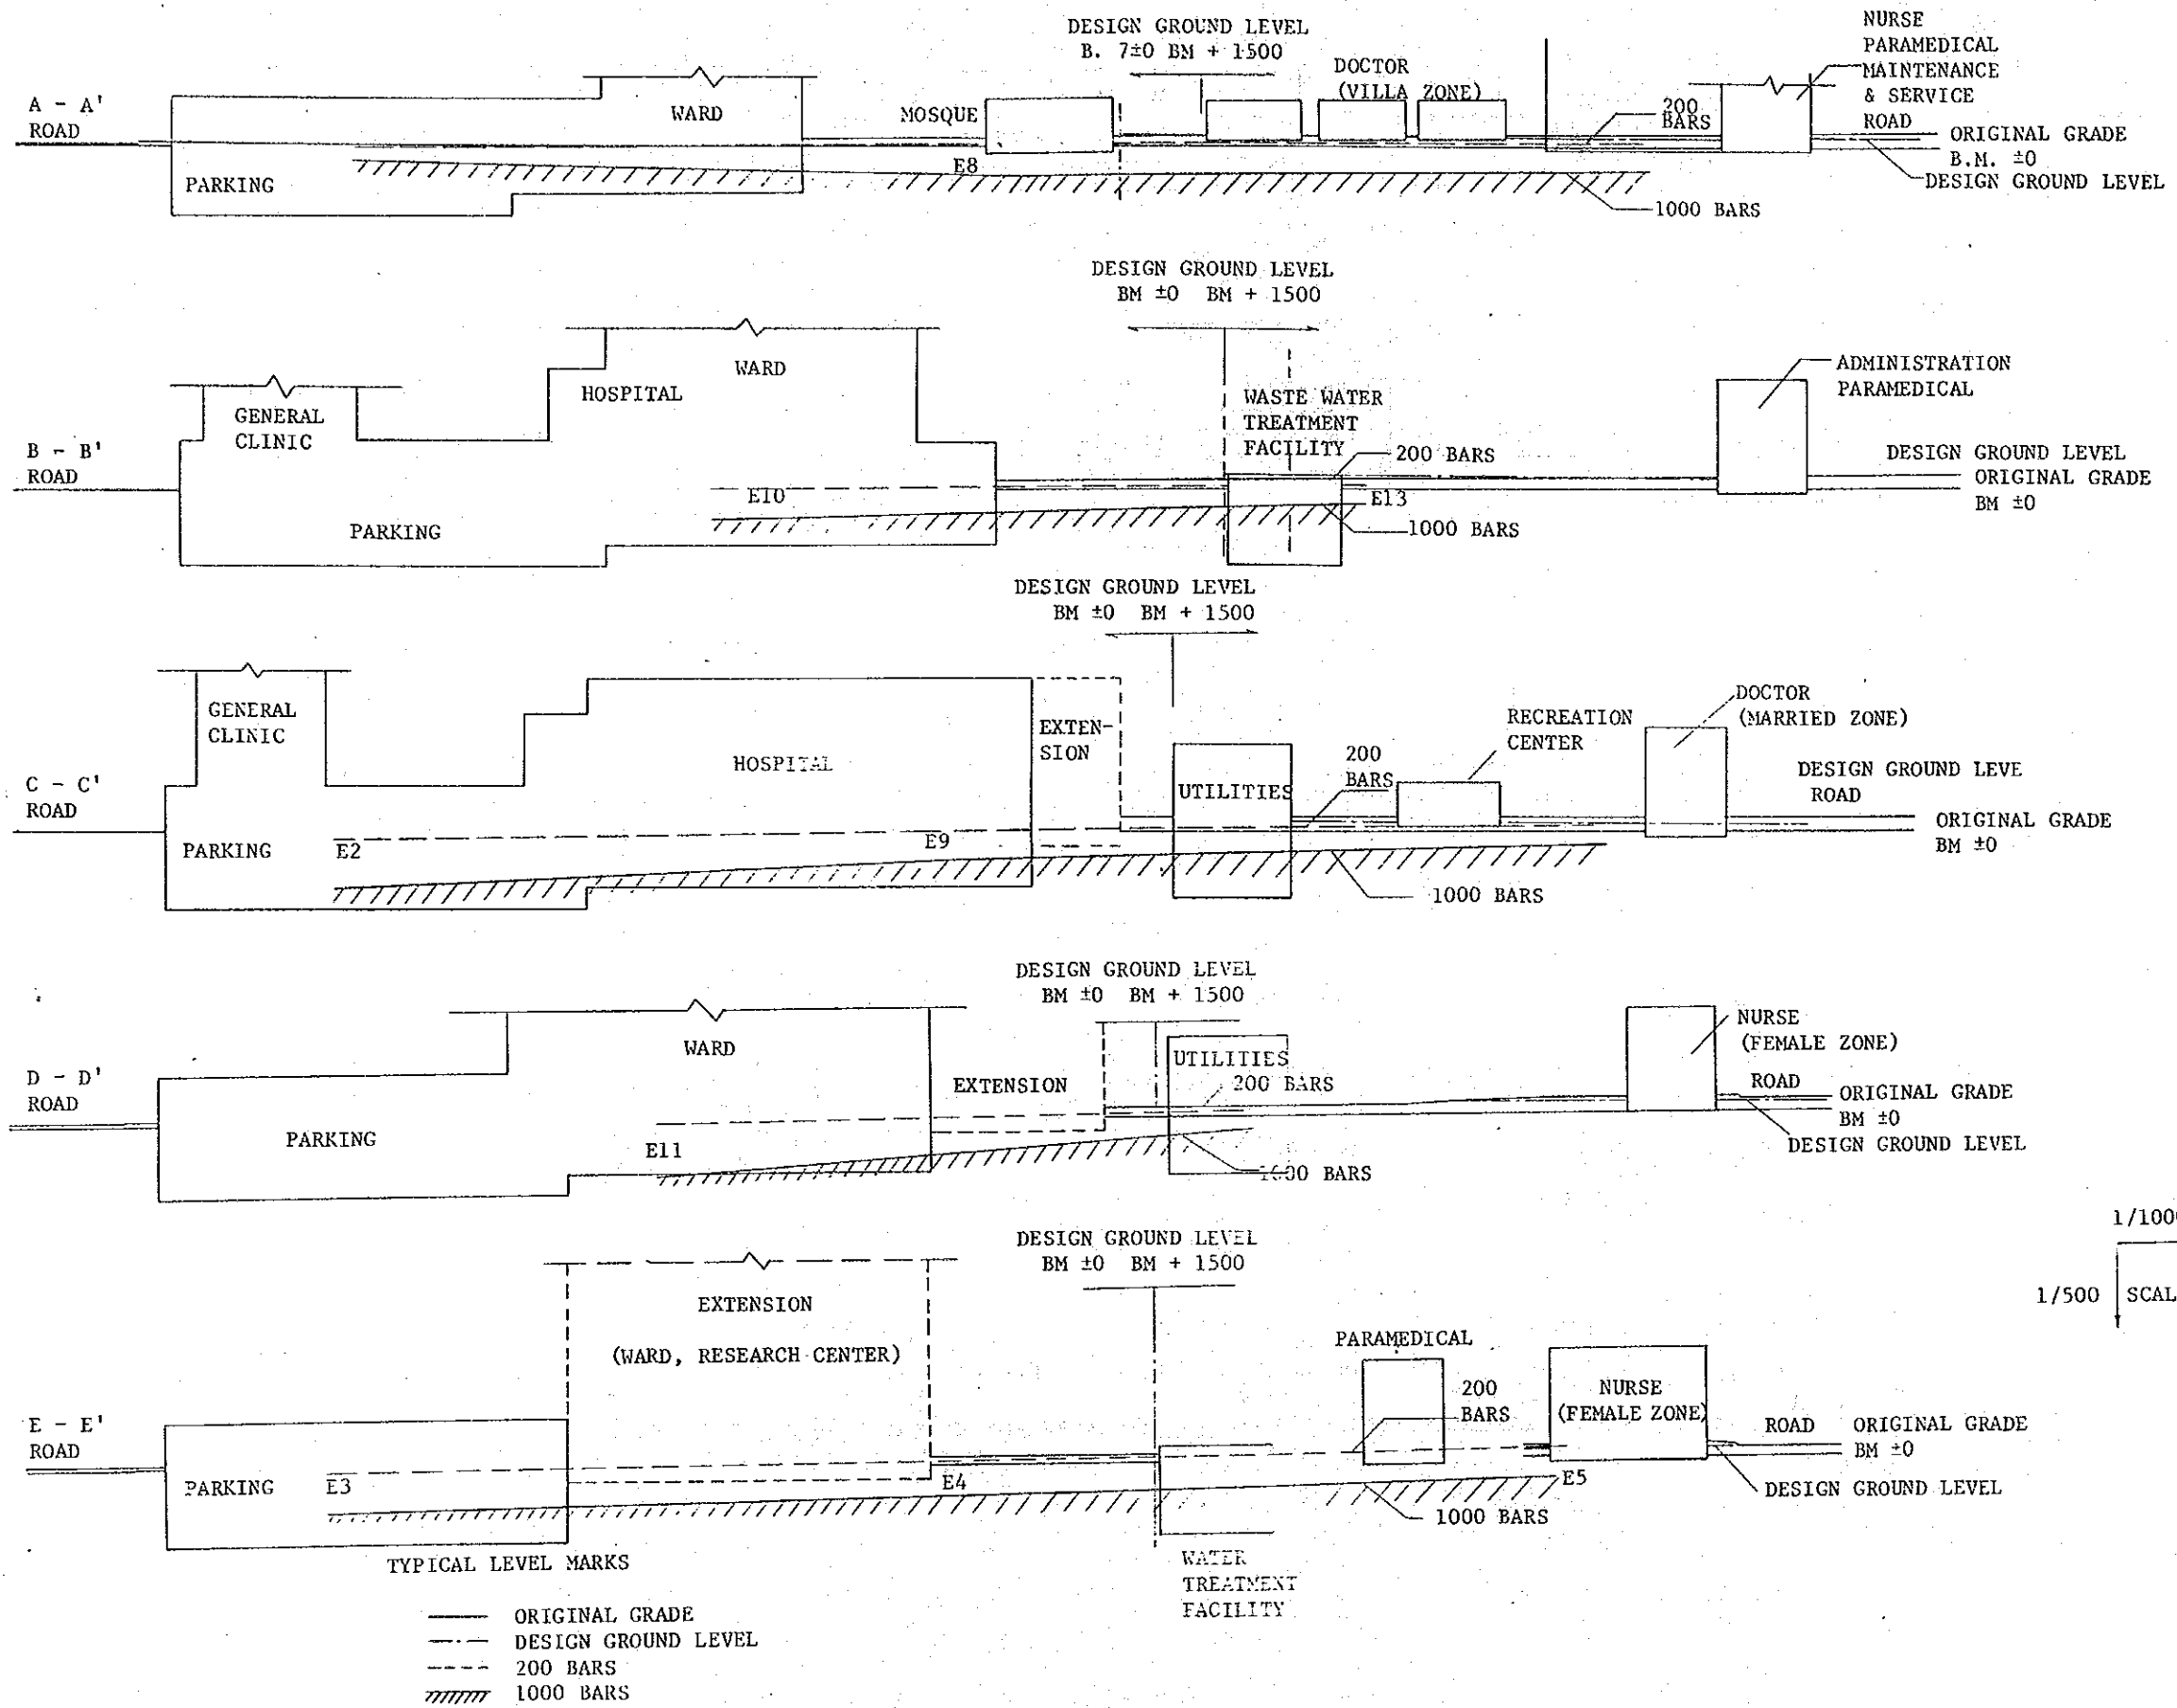 DESIGN GROUND LEVEL
B. 7±0 BM + 1500
NURSE
PARAMEDICAL
MAINTENANCE
& SERVICE
ROAD
A - A'
ROAD
WARD
MOSQUE
DOCTOR
(VILLA ZONE)
200
BARS
ORIGINAL GRADE
B.M. ±0
DESIGN GROUND LEVEL
PARKING
E8
1000 BARS
DESIGN GROUND LEVEL
BM ±0 BM + 1500
WARD
HOSPITAL
GENERAL
CLINIC
WASTE WATER
TREATMENT
FACILITY
ADMINISTRATION
PARAMEDICAL
B - B'
ROAD
200 BARS
DESIGN GROUND LEVEL
ORIGINAL GRADE
BM ±0
E10
E13
PARKING
1000 BARS
DESIGN GROUND LEVEL
BM ±0 BM + 1500
GENERAL
CLINIC
HOSPITAL
EXTEN-
SION
UTILITIES
200
BARS
RECREATION
CENTER
DOCTOR
(MARRIED ZONE)
C - C'
ROAD
DESIGN GROUND LEVE
ROAD
ORIGINAL GRADE
BM ±0
PARKING
E2
E9
1000 BARS
DESIGN GROUND LEVEL
BM ±0 BM + 1500
WARD
UTILITIES
NURSE
(FEMALE ZONE)
D - D'
ROAD
EXTENSION
200 BARS
ROAD
ORIGINAL GRADE
BM ±0
DESIGN GROUND LEVEL
PARKING
E11
1000 BARS
DESIGN GROUND LEVEL
BM ±0 BM + 1500
1/1000
1/500
SCAL
EXTENSION
(WARD, RESEARCH CENTER)
PARAMEDICAL
200
BARS
NURSE
(FEMALE ZONE)
E - E'
ROAD
ROAD
ORIGINAL GRADE
BM ±0
DESIGN GROUND LEVEL
PARKING
E3
E4
E5
1000 BARS
WATER
TREATMENT
FACILITY
TYPICAL LEVEL MARKS
ORIGINAL GRADE
DESIGN GROUND LEVEL
200 BARS
1000 BARS